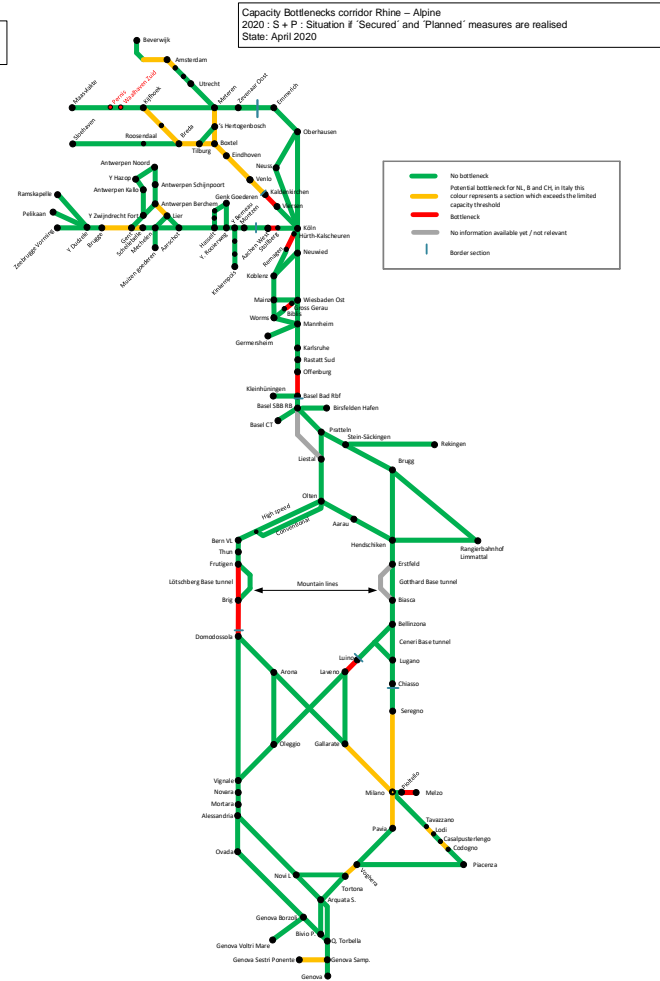 Capacity Bottlenecks corridor Rhine – Alpine
2020 : S + P : Situation if ´Secured´ and ´Planned´ measures are realised
State: April 2020
Beverwijk
Amsterdam
Utrecht
Maasvlakte
Pernis
Waalhaven Zuid
Kijfhoek
Meteren
Zevenaar Oost
Emmerich
Oberhausen
's Hertogenbosch
Sloehaven
Roosendaal
Breda
Tilburg
Boxtel
Eindhoven
Venlo
Neuss
Kaldenkirchen
Viersen
No bottleneck
Potential bottleneck for NL, B and CH, in Italy this
colour represents a section which exceeds the limited
capacity threshold
Bottleneck
No information available yet / not relevant
Border section
Antwerpen Noord
Y Hazop
Antwerpen Schijnpoort
Antwerpen Kallo
Ramskapelle
Antwerpen Berchem
Genk Goederen
Pelikaan
Y Zwijndrecht Fort
Lier
Zeebrugge Vorming
Y Dudzele
Brugge
Gent
Schellebelle
Mechelen
Muizen goederen
Aarschot
Hasselt
Y. Rooierweg
Kinkempois
Y Berneau
Montzen
Aachen West
Stolberg
Köln
Hürth-Kalscheuren
Remagen
Neuwied
Koblenz
Mainz
Wiesbaden Ost
Gross Gerau
Biblis
Worms
Mannheim
Germersheim
Karlsruhe
Rastatt Sud
Offenburg
Kleinhüningen
Basel Bad Rbf
Basel SBB RB
Birsfelden Hafen
Basel CT
Pratteln
Stein-Säckingen
Rekingen
Liestal
Brugg
Olten
High speed
Conventional
Aarau
Bern VL
Hendschiken
Rangierbahnhof
Limmattal
Thun
Frutigen
Erstfeld
Lötschberg Base tunnel
Mountain lines
Gotthard Base tunnel
Brig
Biasca
Bellinzona
Domodossola
Ceneri Base tunnel
Luino
Lugano
Arona
Laveno
Chiasso
Seregno
Oleggio
Gallarate
Vignale
Novara
Milano
Pioltello
Melzo
Mortara
Alessandria
Pavia
Tavazzano
Lodi
Casalpusterlengo
Codogno
Ovada
Voghera
Piacenza
Novi L
Tortona
Arquata S.
Genova Borzoli
Bivio P.
Q. Torbella
Genova Voltri Mare
Genova Sestri Ponente
Genova Samp.
Genova